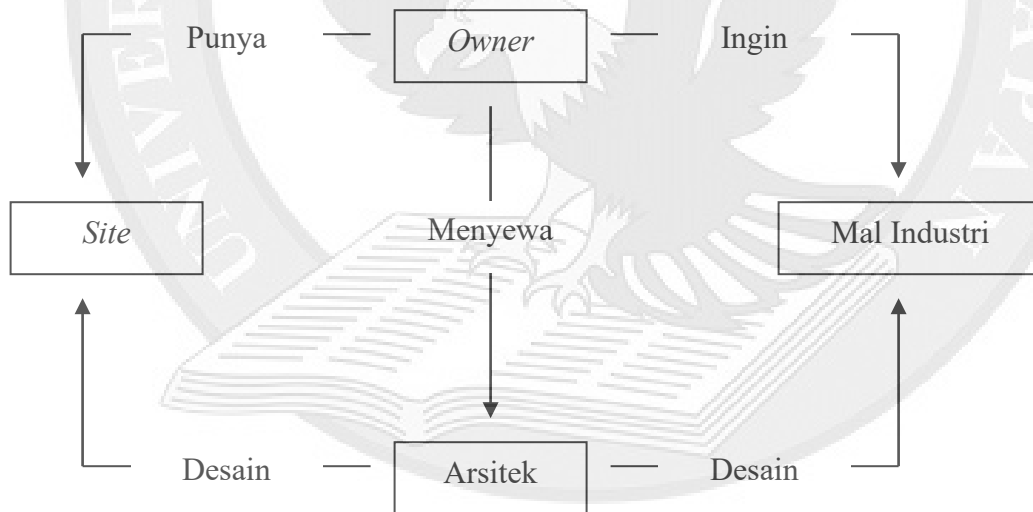 Punya
Owner
Ingin
Site
Menyewa
Mal Industri
Desain
Arsitek
Desain